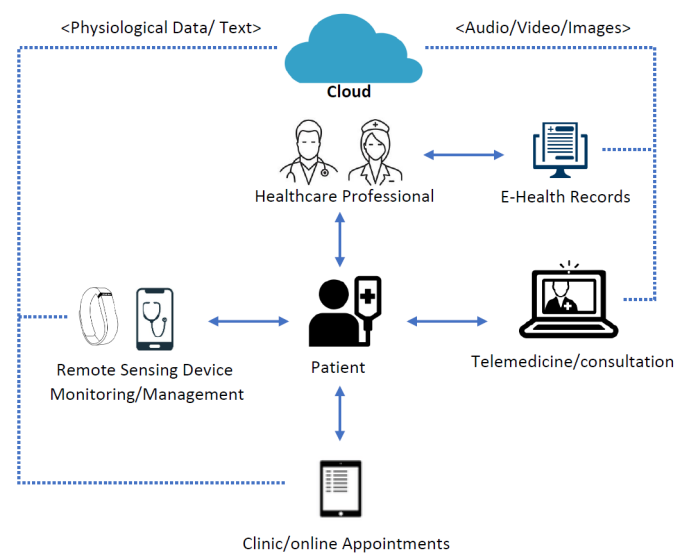 <Physiological Data/ Text>
<Audio/Video/Images>
Cloud
Healthcare Professional
E-Health Records
Remote Sensing Device
Monitoring/Management
Patient
Telemedicine/consultation
Clinic/online Appointments